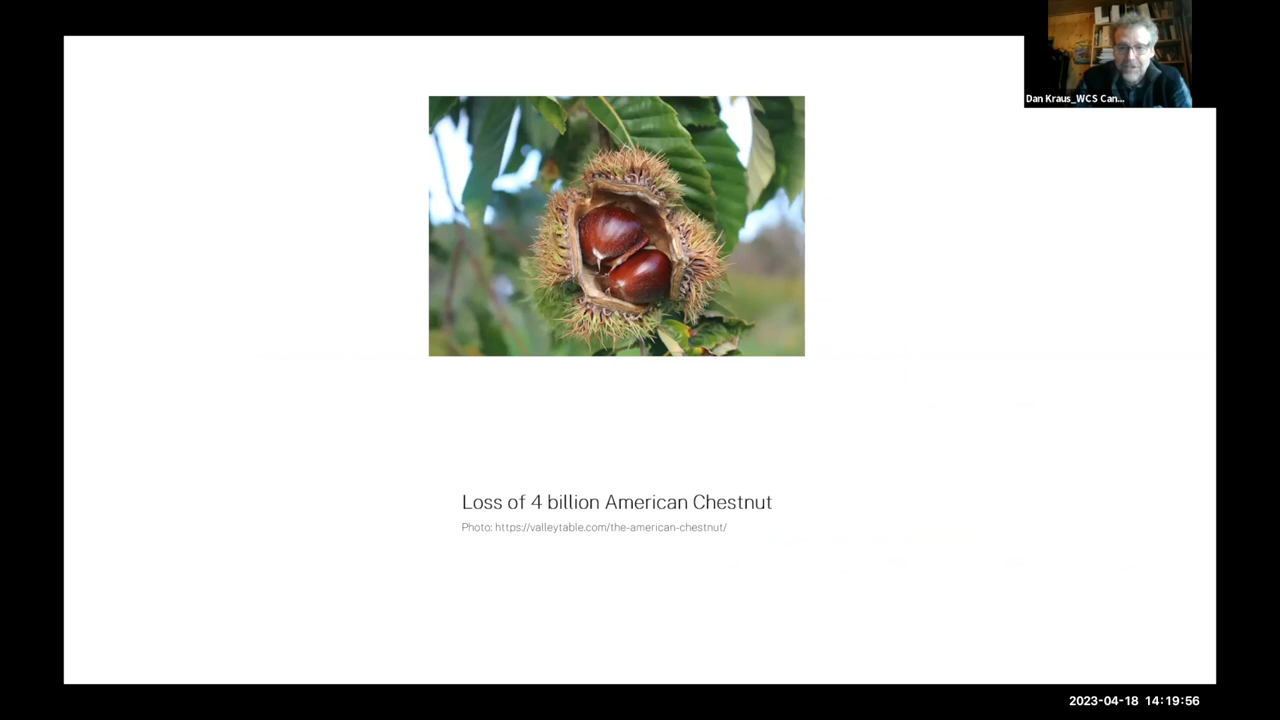 Dan Kraus_WCS Can...
Loss of 4 billion American Chestnut
Photo: https://valleytable.com/the-american-chestnut/
2023-04-18 14:19:56